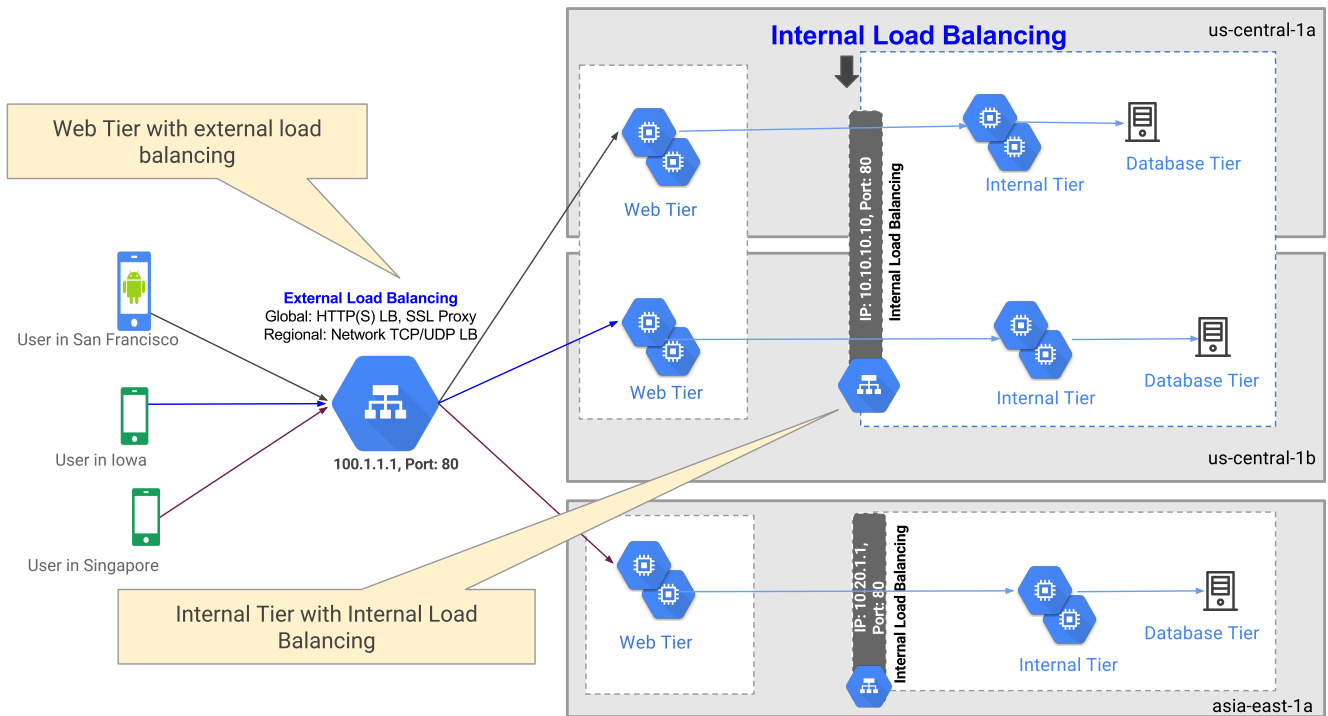 Internal Load Balancing
us-central-1a
Web Tier with external load
balancing
Web Tier
IP: 10.10.10.10, Port: 80
Internal Load Balancing
Internal Tier
Database Tier
User in San Francisco
External Load Balancing
Global: HTTP(S) LB, SSL Proxy
Regional: Network TCP/UDP LB
100.1.1.1, Port: 80
User in Iowa
User in Singapore
Web Tier
Internal Tier
Database Tier
us-central-1b
Internal Tier with Internal Load
Balancing
Web Tier
IP: 10.20.1.1,
Port: 80
Internal Load Balancing
Internal Tier
Database Tier
asia-east-1a